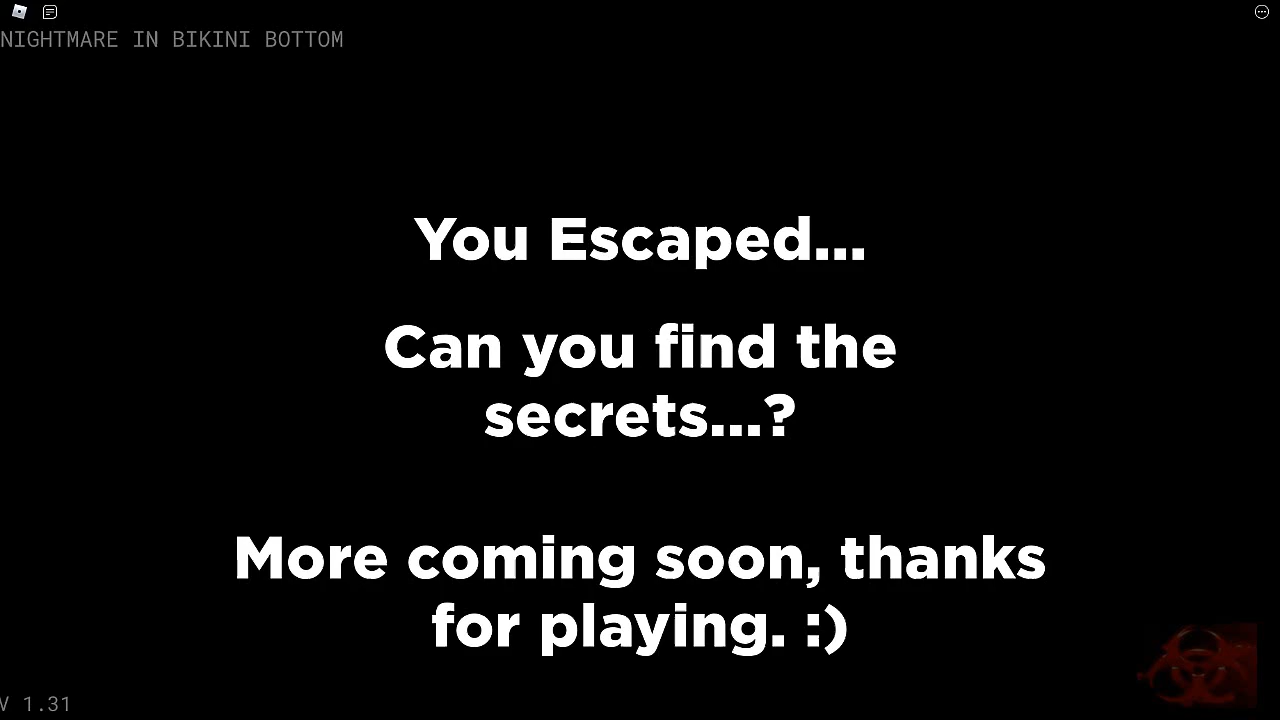 NIGHTMARE IN BIKINI BOTTOM
You Escaped...
Can you find the
secrets...?
More coming soon, thanks
for playing. :)
V 1.31